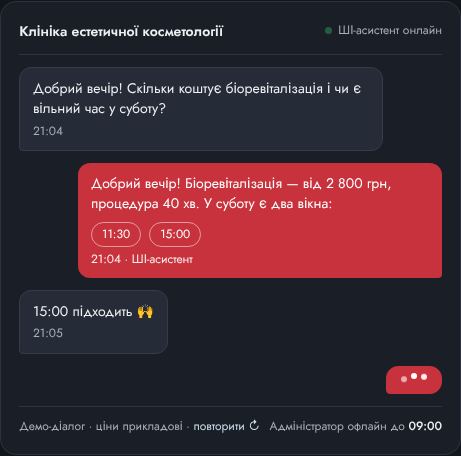 Клініка естетичної косметології
ШІ-асистент онлайн
Добрий вечір! Скільки коштує біоревіталізація і чи є
вільний час у суботу?
21:04
Добрий вечір! Біоревіталізація — від 2 800 грн,
процедура 40 хв. У суботу є два вікна:
11:30 15:00
21:04 · ШІ-асистент
15:00 підходить 🙌
21:05
Демо-діалог · ціни прикладові · повторити ↻ Адміністратор офлайн до 09:00